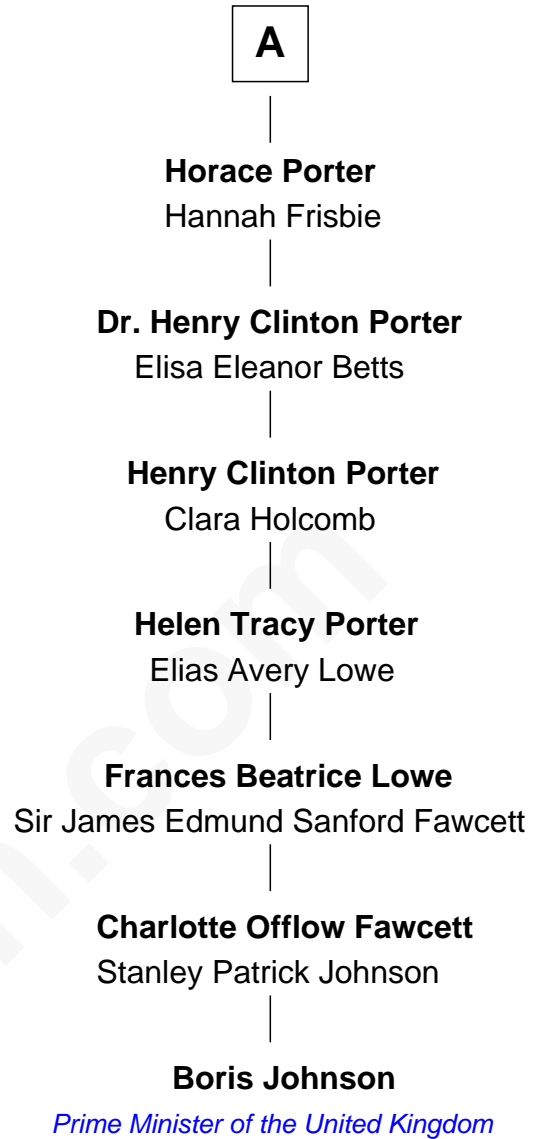 A
Horace Porter
Hannah Frisbie
Dr. Henry Clinton Porter
Elisa Eleanor Betts
Henry Clinton Porter
Clara Holcomb
Helen Tracy Porter
Elias Avery Lowe
Frances Beatrice Lowe
Sir James Edmund Sanford Fawcett
Charlotte Offlow Fawcett
Stanley Patrick Johnson
Boris Johnson
Prime Minister of the United Kingdom